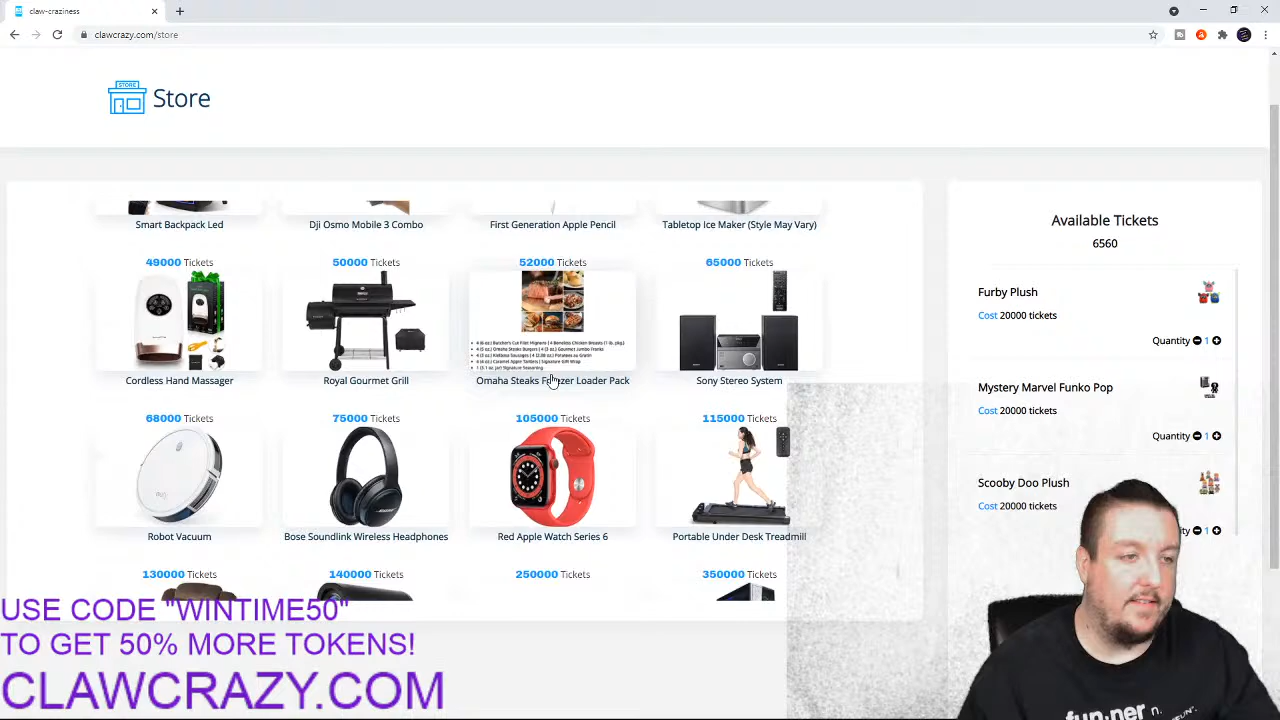 claw-craziness
clawcrazy.com/store
STORE
Store
Smart Backpack Led
Dji Osmo Mobile 3 Combo
First Generation Apple Pencil
Tabletop Ice Maker (Style May Vary)
49000 Tickets
50000 Tickets
52000 Tickets
65000 Tickets
Cordless Hand Massager
Royal Gourmet Grill
Omaha Steaks Freezer Loader Pack
Sony Stereo System
68000 Tickets
75000 Tickets
105000 Tickets
115000 Tickets
Robot Vacuum
Bose Soundlink Wireless Headphones
Red Apple Watch Series 6
Portable Under Desk Treadmill
130000 Tickets
140000 Tickets
250000 Tickets
350000 Tickets
Available Tickets
6560
Furby Plush
Cost 20000 tickets
Quantity 1
Mystery Marvel Funko Pop
Cost 20000 tickets
Quantity 1
Scooby Doo Plush
Cost 20000 tickets
1
USE CODE "WINTIME50"
TO GET 50% MORE TOKENS!
CLAWCRAZY.COM